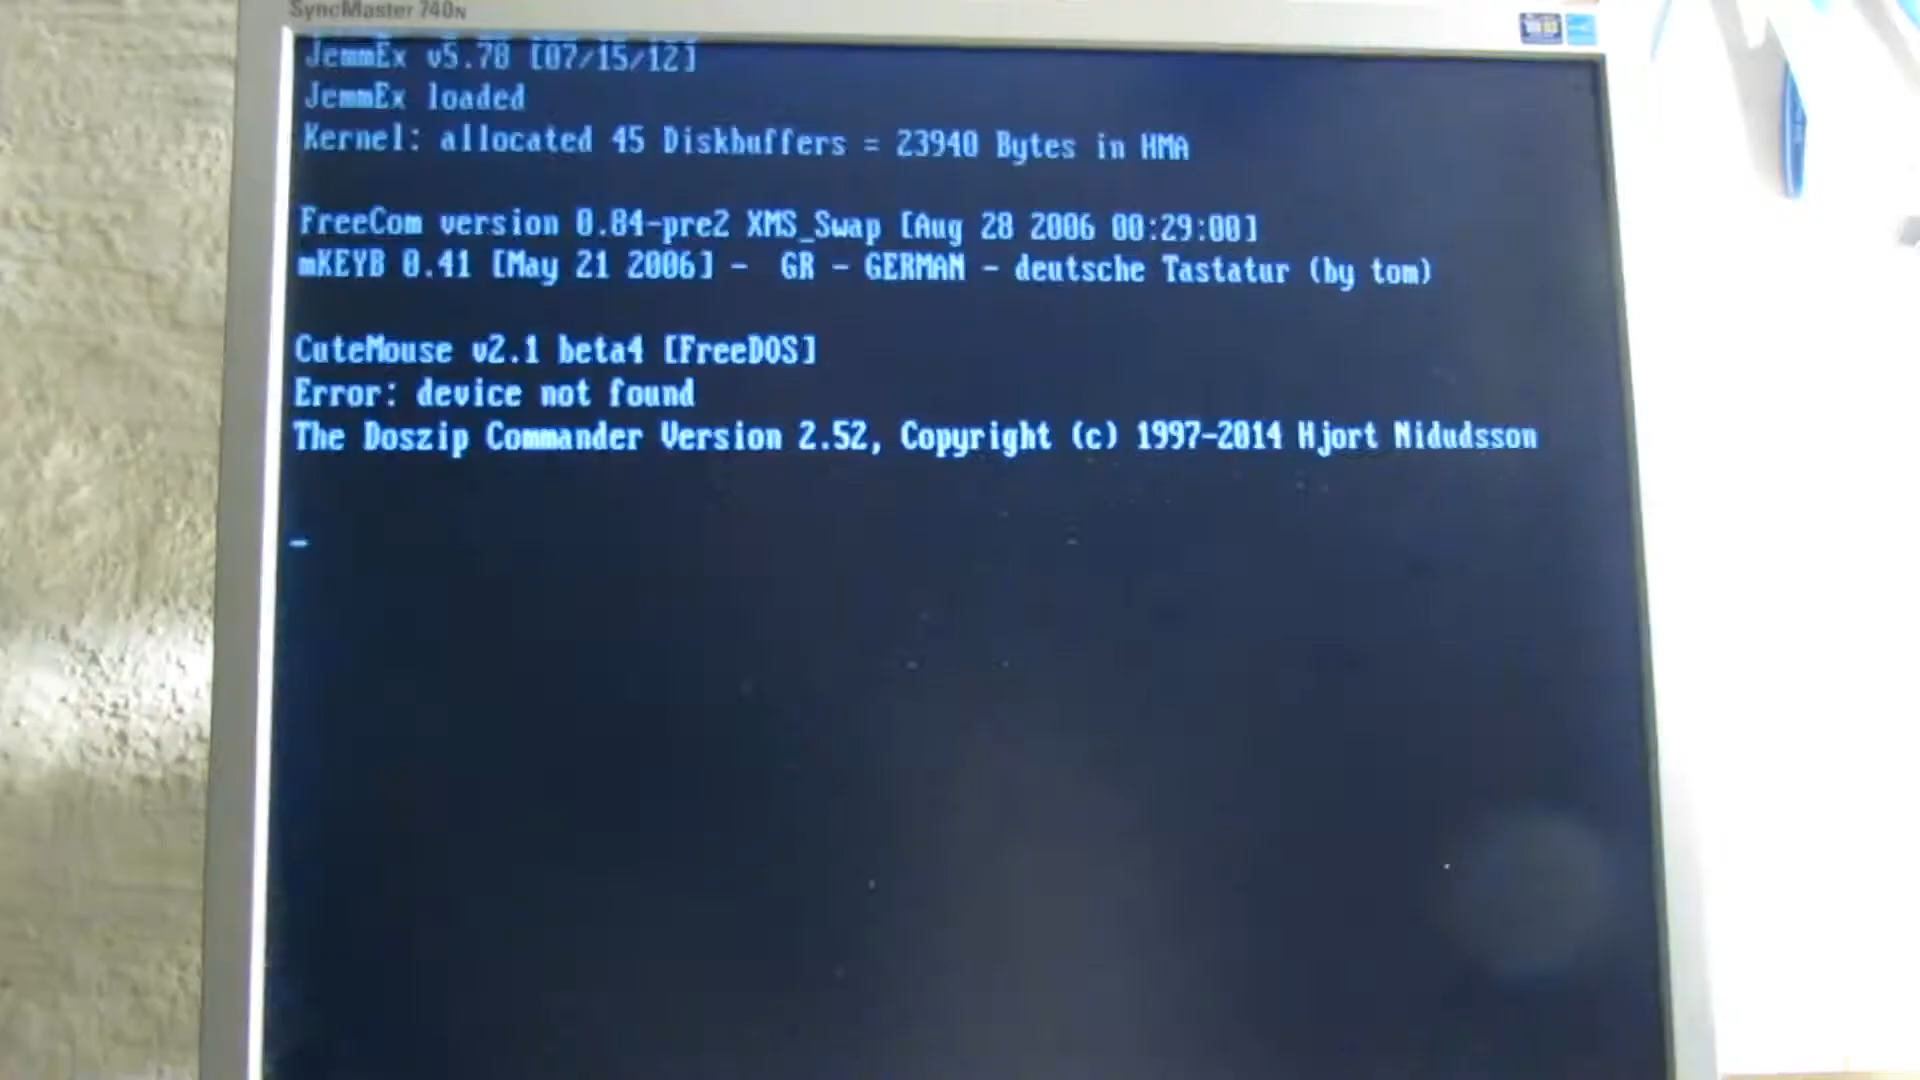 SyncMaster 740N
JemmEx v5.78 [07/15/12]
JemmEx loaded
Kernel: allocated 45 Diskbuffers = 23940 Bytes in HMA
FreeCom version 0.84-pre2 XMS_Swap [Aug 28 2006 00:29:00]
mKEYB 0.41 [May 21 2006] -  GR - GERMAN - deutsche Tastatur (by tom)
CuteMouse v2.1 beta4 [FreeDOS]
Error: device not found
The Doszip Commander Version 2.52, Copyright (c) 1997-2014 Hjort Nidudsson
_